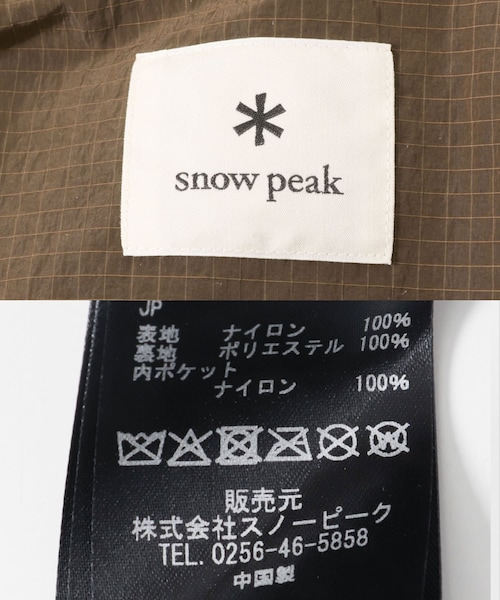 snow peak
JP
表地 ナイロン 100%
裏地 ポリエステル 100%
内ポケット
ナイロン 100%
販売元
株式会社スノーピーク
TEL. 0256-46-5858
中国製